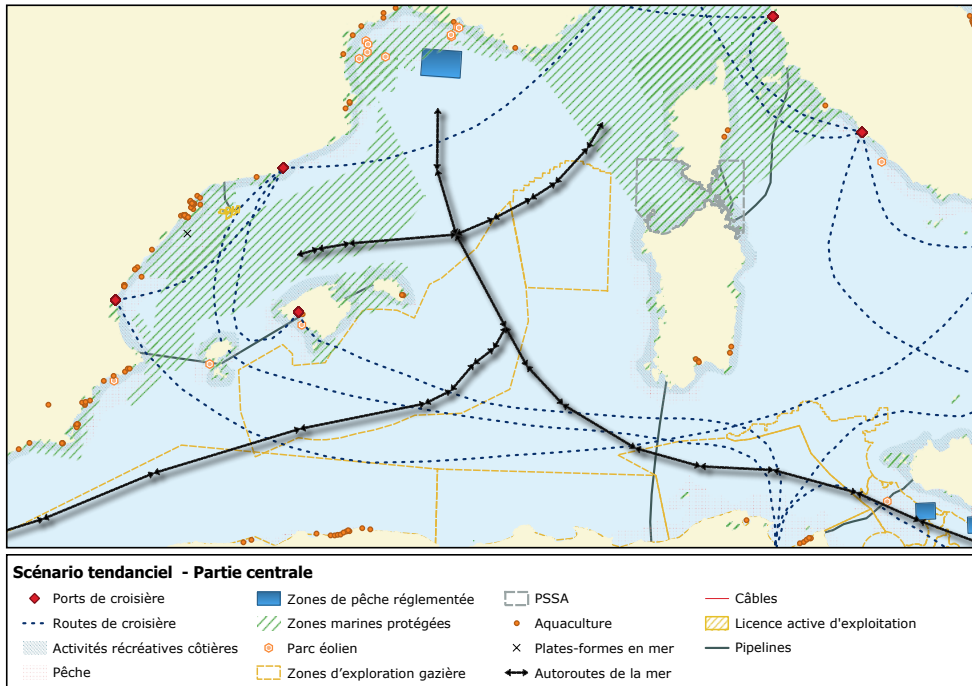 Scénario tendanciel - Partie centrale
Ports de croisière
Routes de croisière
Activités récréatives côtières
Pêche
Zones de pêche réglementée
Zones marines protégées
Parc éolien
Zones d'exploration gazière
PSSA
Aquaculture
Plates-formes en mer
Autoroutes de la mer
Câbles
Licence active d'exploitation
Pipelines